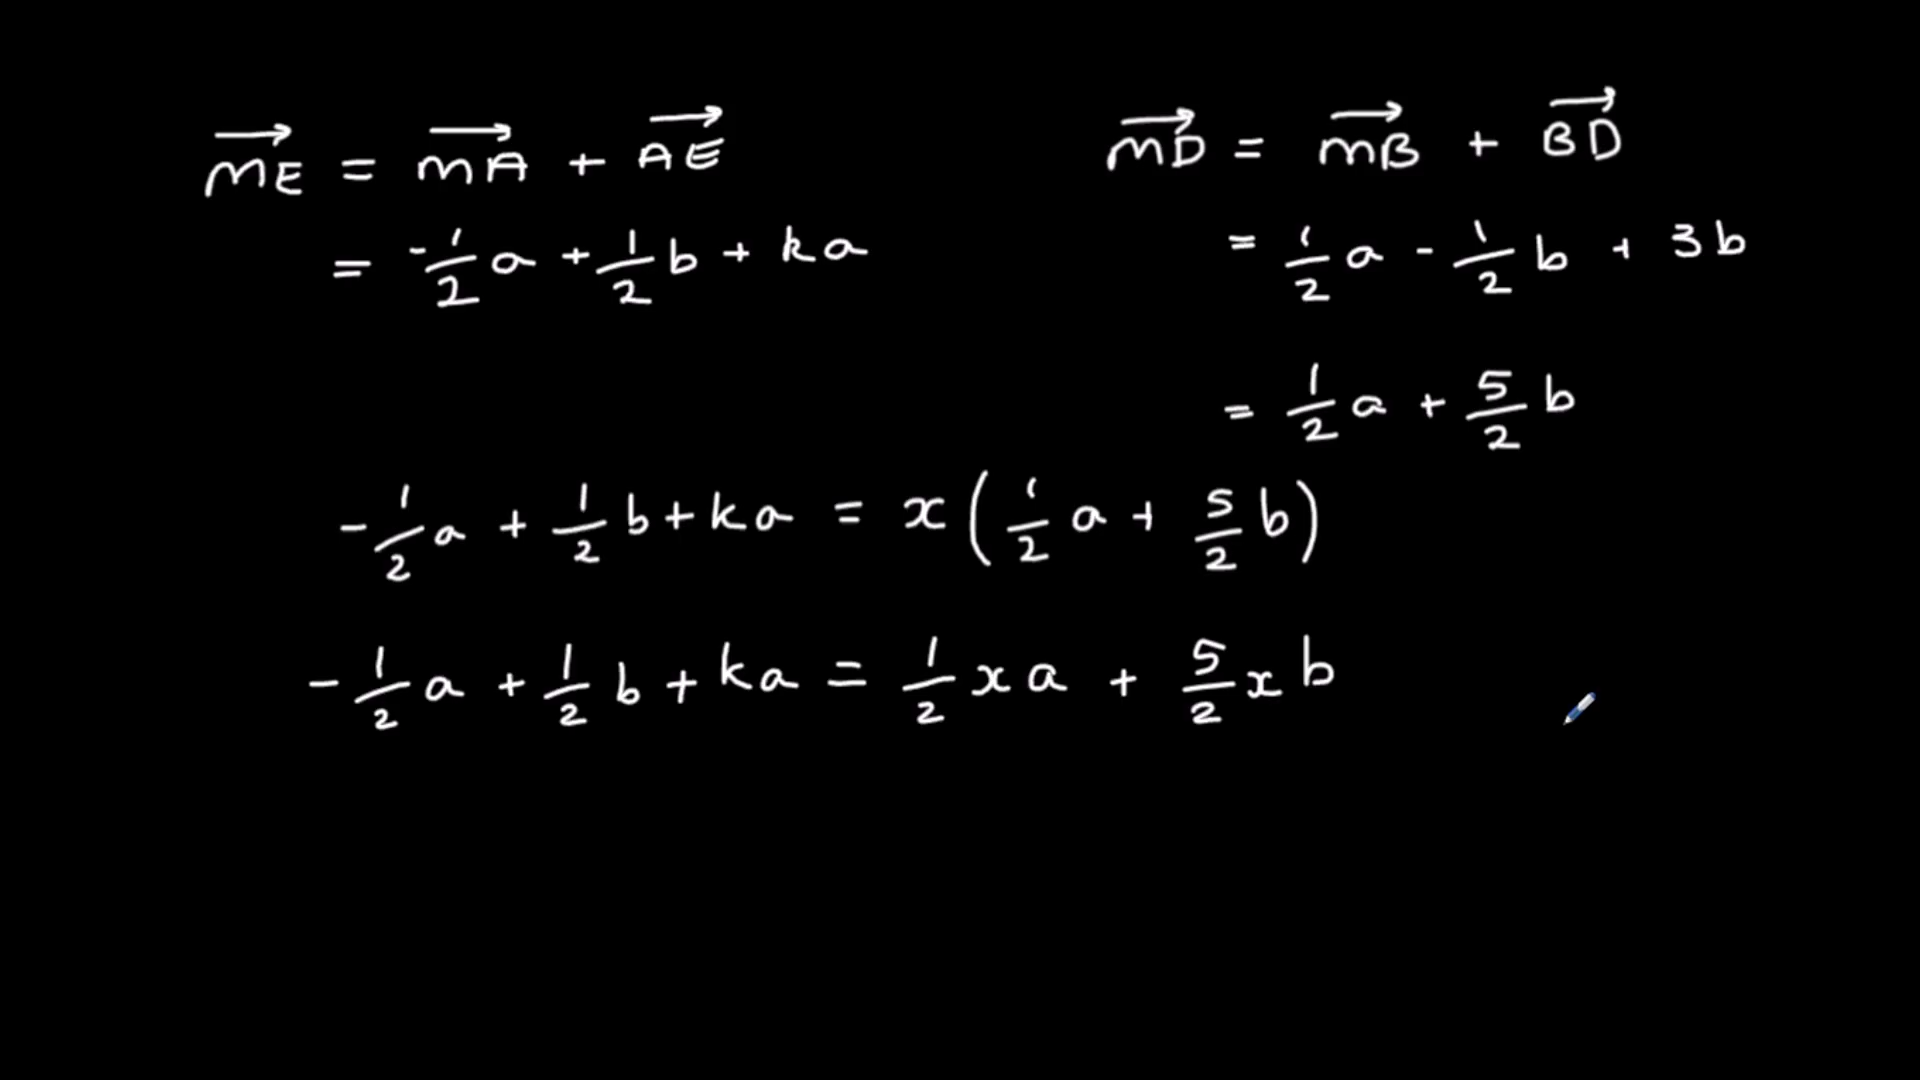 ME = MA + AE
= -1/2 a + 1/2 b + ka
MD = MB + BD
= 1/2 a - 1/2 b + 3b
= 1/2 a + 5/2 b
-1/2 a + 1/2 b + ka = x(1/2 a + 5/2 b)
-1/2 a + 1/2 b + ka = 1/2 xa + 5/2 xb